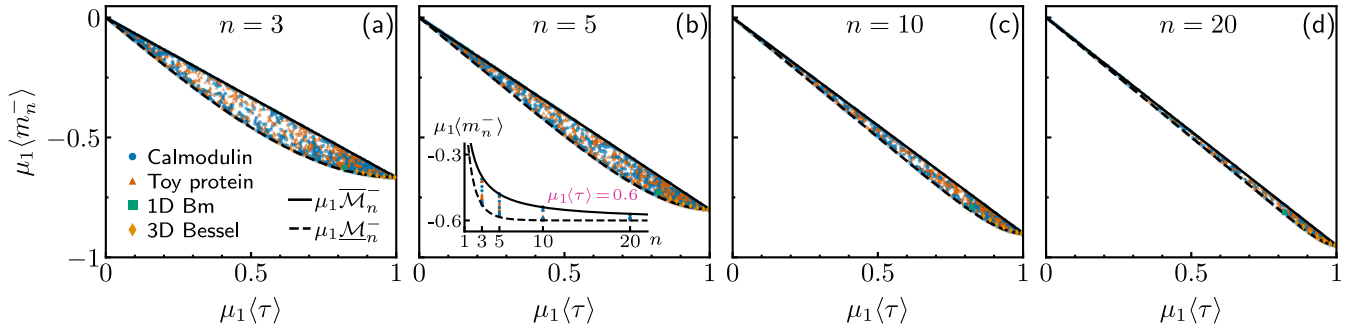 n = 3 (a)
n = 5 (b)
n = 10 (c)
n = 20 (d)
μ₁⟨m̅ₙ⁻⟩
0
−0.5
−1
Calmodulin
Toy protein
1D Bm
3D Bessel
μ₁M̅ₙ⁻
μ₁M̲ₙ⁻
μ₁⟨mₙ⁻⟩
-0.3
-0.6
μ₁⟨τ⟩=0.6
1 3 5 10 20 n
0 0.5 1
0 0.5 1
0 0.5 1
0 0.5 1
μ₁⟨τ⟩
μ₁⟨τ⟩
μ₁⟨τ⟩
μ₁⟨τ⟩